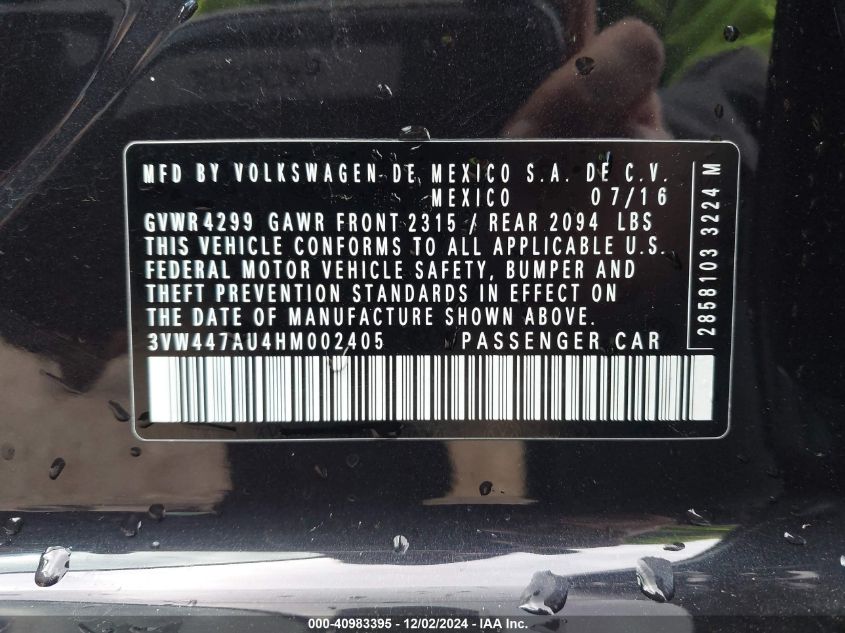 MFD BY VOLKSWAGEN DE MEXICO S.A. DE C.V.
MEXICO 07/16
GVWR 4299 GAWR FRONT 2315 / REAR 2094 LBS
THIS VEHICLE CONFORMS TO ALL APPLICABLE U.S.
FEDERAL MOTOR VEHICLE SAFETY, BUMPER AND
THEFT PREVENTION STANDARDS IN EFFECT ON
THE DATE OF MANUFACTURE SHOWN ABOVE.
3VW447AU4HM002405 PASSENGER CAR
2858103 3224 M
000-40983395 - 12/02/2024 - IAA Inc.